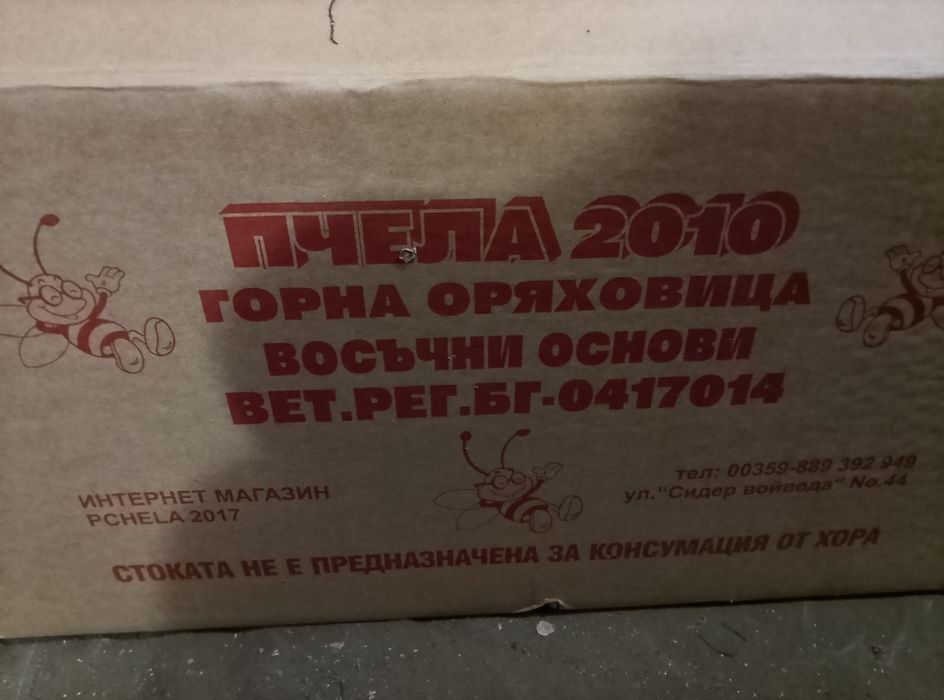 ПЧЕЛА 2010
ГОРНА ОРЯХОВИЦА
ВОСЪЧНИ ОСНОВИ
ВЕТ.РЕГ.БГ-0417014
ИНТЕРНЕТ МАГАЗИН
PCHELA 2017
тел: 00359-889 392 949
ул.“Сидер войвода“ No.44
СТОКАТА НЕ Е ПРЕДНАЗНАЧЕНА ЗА КОНСУМАЦИЯ ОТ ХОРА